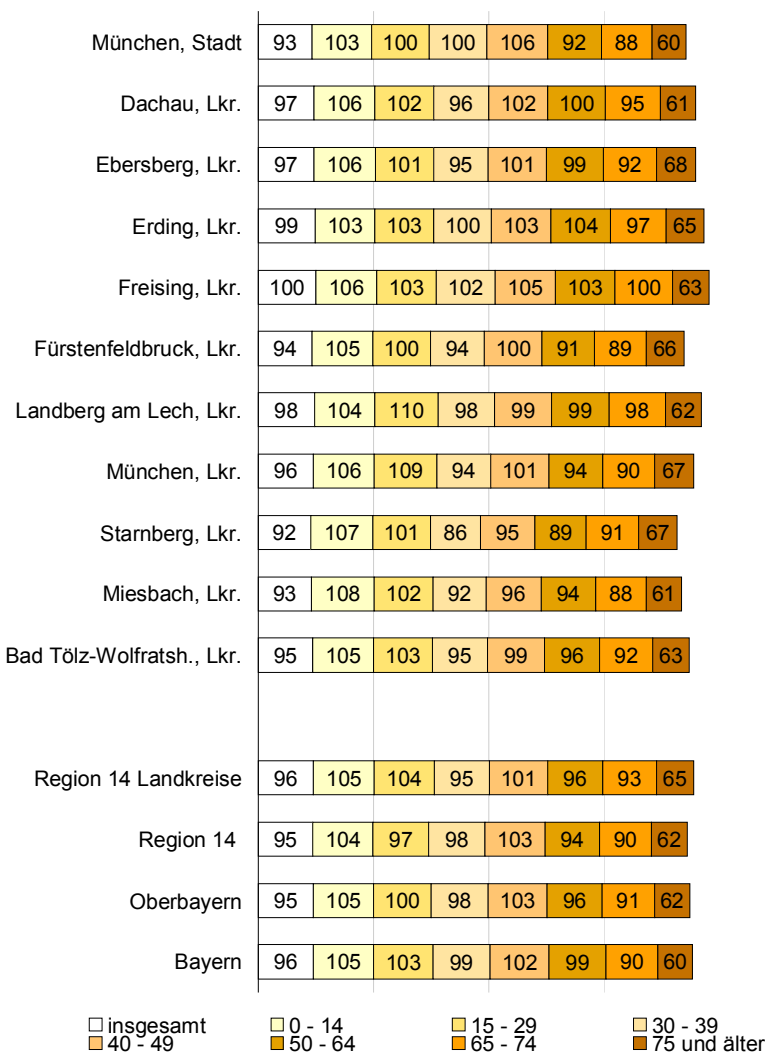 München, Stadt 93 103 100 100 106 92 88 60
Dachau, Lkr. 97 106 102 96 102 100 95 61
Ebersberg, Lkr. 97 106 101 95 101 99 92 68
Erding, Lkr. 99 103 103 100 103 104 97 65
Freising, Lkr. 100 106 103 102 105 103 100 63
Fürstenfeldbruck, Lkr. 94 105 100 94 100 91 89 66
Landberg am Lech, Lkr. 98 104 110 98 99 99 98 62
München, Lkr. 96 106 109 94 101 94 90 67
Starnberg, Lkr. 92 107 101 86 95 89 91 67
Miesbach, Lkr. 93 108 102 92 96 94 88 61
Bad Tölz-Wolfratsh., Lkr. 95 105 103 95 99 96 92 63
Region 14 Landkreise 96 105 104 95 101 96 93 65
Region 14 95 104 97 98 103 94 90 62
Oberbayern 95 105 100 98 103 96 91 62
Bayern 96 105 103 99 102 99 90 60
insgesamt 0 - 14 15 - 29 30 - 39
40 - 49 50 - 64 65 - 74 75 und älter